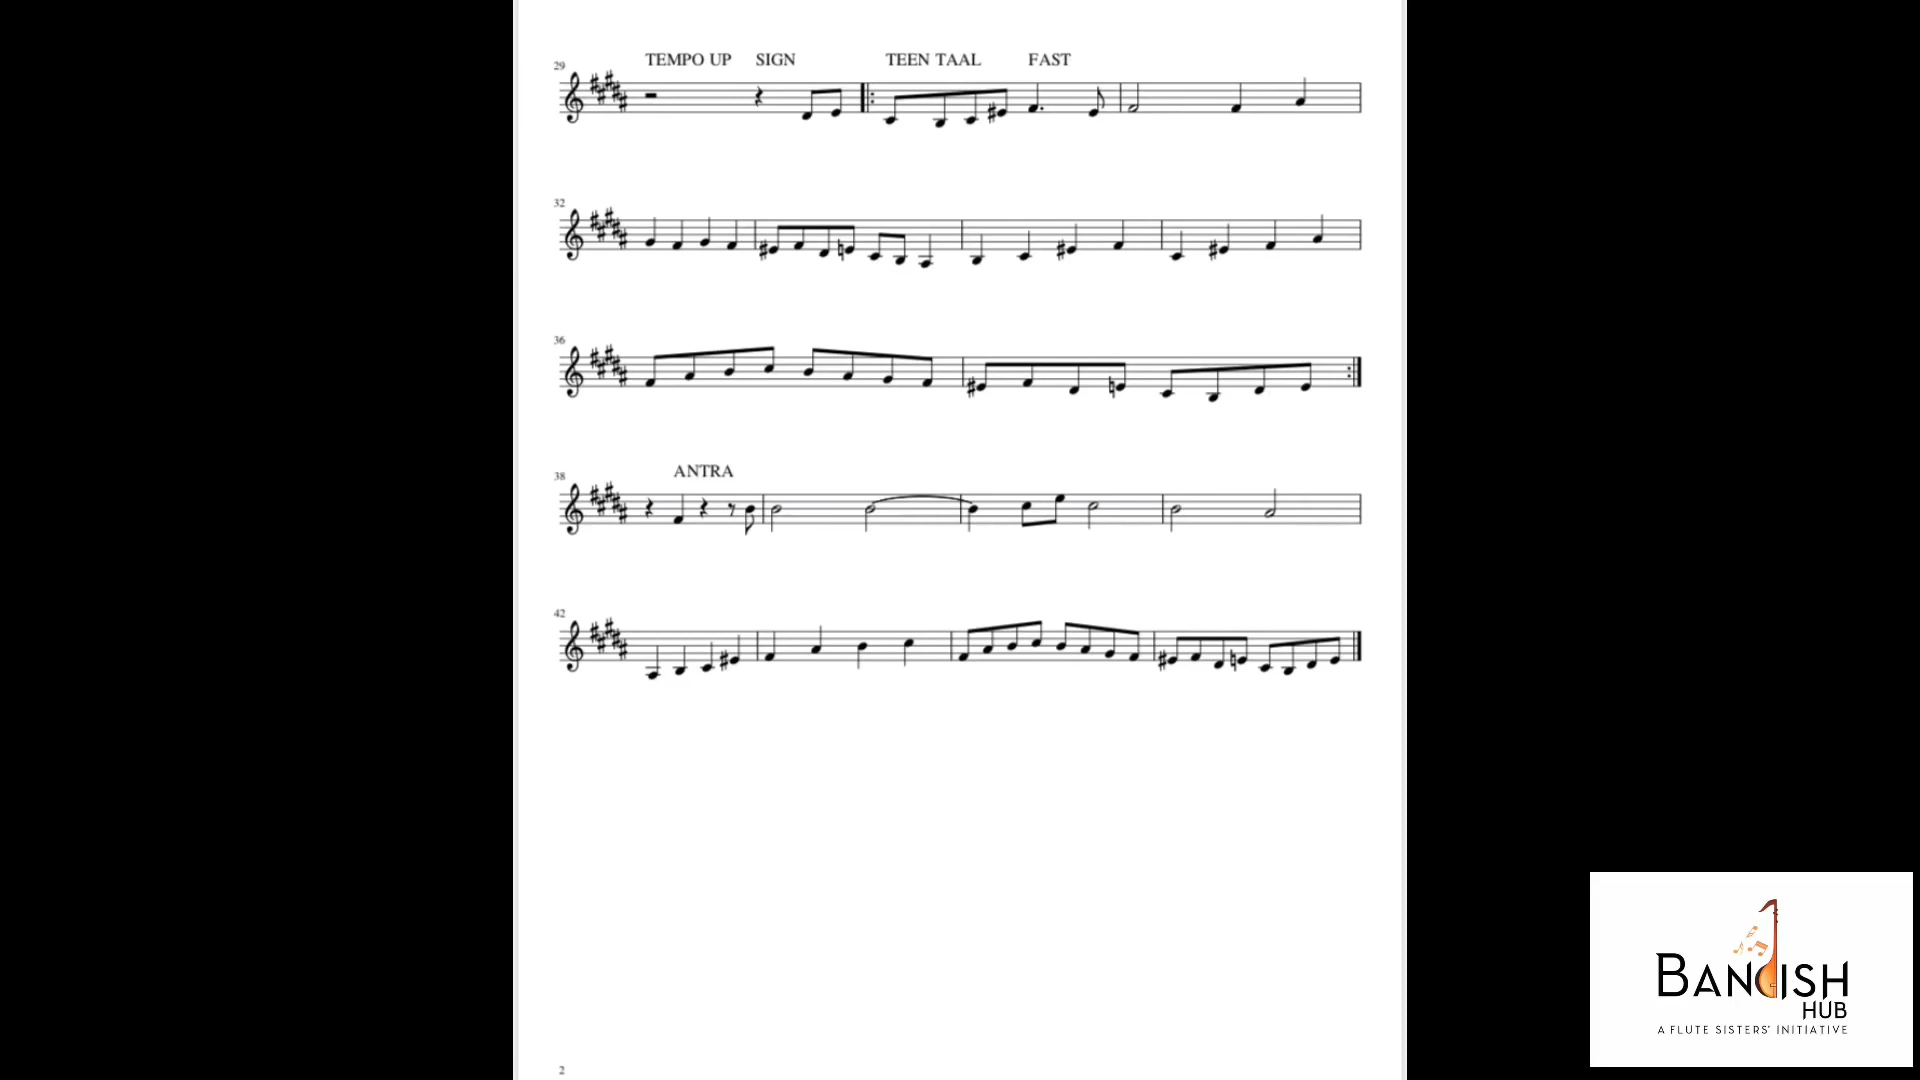 TEMPO UP SIGN TEEN TAAL FAST
29
32
36
ANTRA
38
42
2
BANDISH
HUB
A FLUTE SISTERS' INITIATIVE